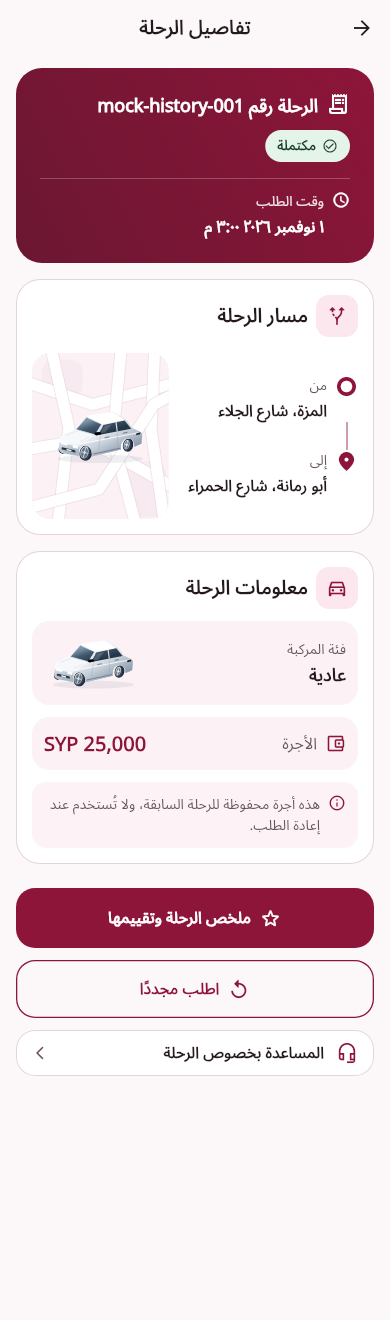 تفاصيل الرحلة
الرحلة رقم mock-history-001
مكتملة
وقت الطلب
١ نوفمبر ٢٠٢٦ ٣:٠٠ م
مسار الرحلة
من
المزة، شارع الجلاء
إلى
أبو رمانة، شارع الحمراء
معلومات الرحلة
فئة المركبة
عادية
الأجرة
SYP 25,000
هذه أجرة محفوظة للرحلة السابقة، ولا تُستخدم عند
إعادة الطلب.
ملخص الرحلة وتقييمها
اطلب مجددًا
المساعدة بخصوص الرحلة